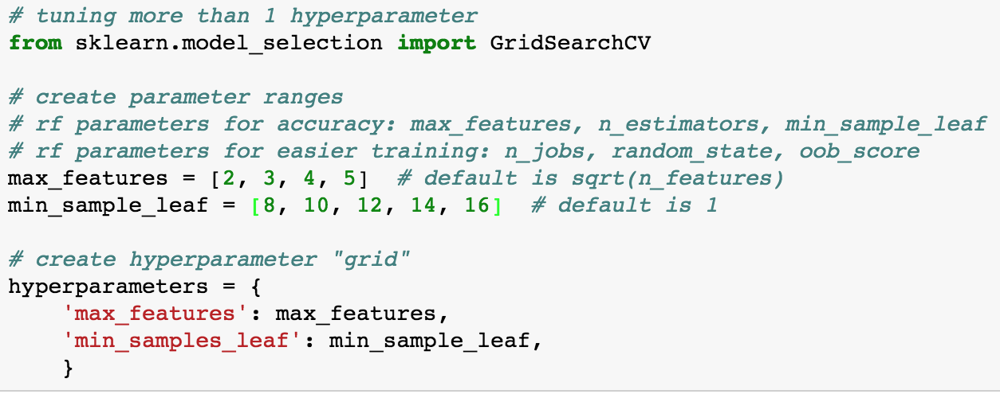 # tuning more than 1 hyperparameter
from sklearn.model_selection import GridSearchCV
# create parameter ranges
# rf parameters for accuracy: max_features, n_estimators, min_sample_leaf
# rf parameters for easier training: n_jobs, random_state, oob_score
max_features = [2, 3, 4, 5]  # default is sqrt(n_features)
min_sample_leaf = [8, 10, 12, 14, 16]  # default is 1
# create hyperparameter "grid"
hyperparameters = {
    'max_features': max_features,
    'min_samples_leaf': min_sample_leaf,
    }